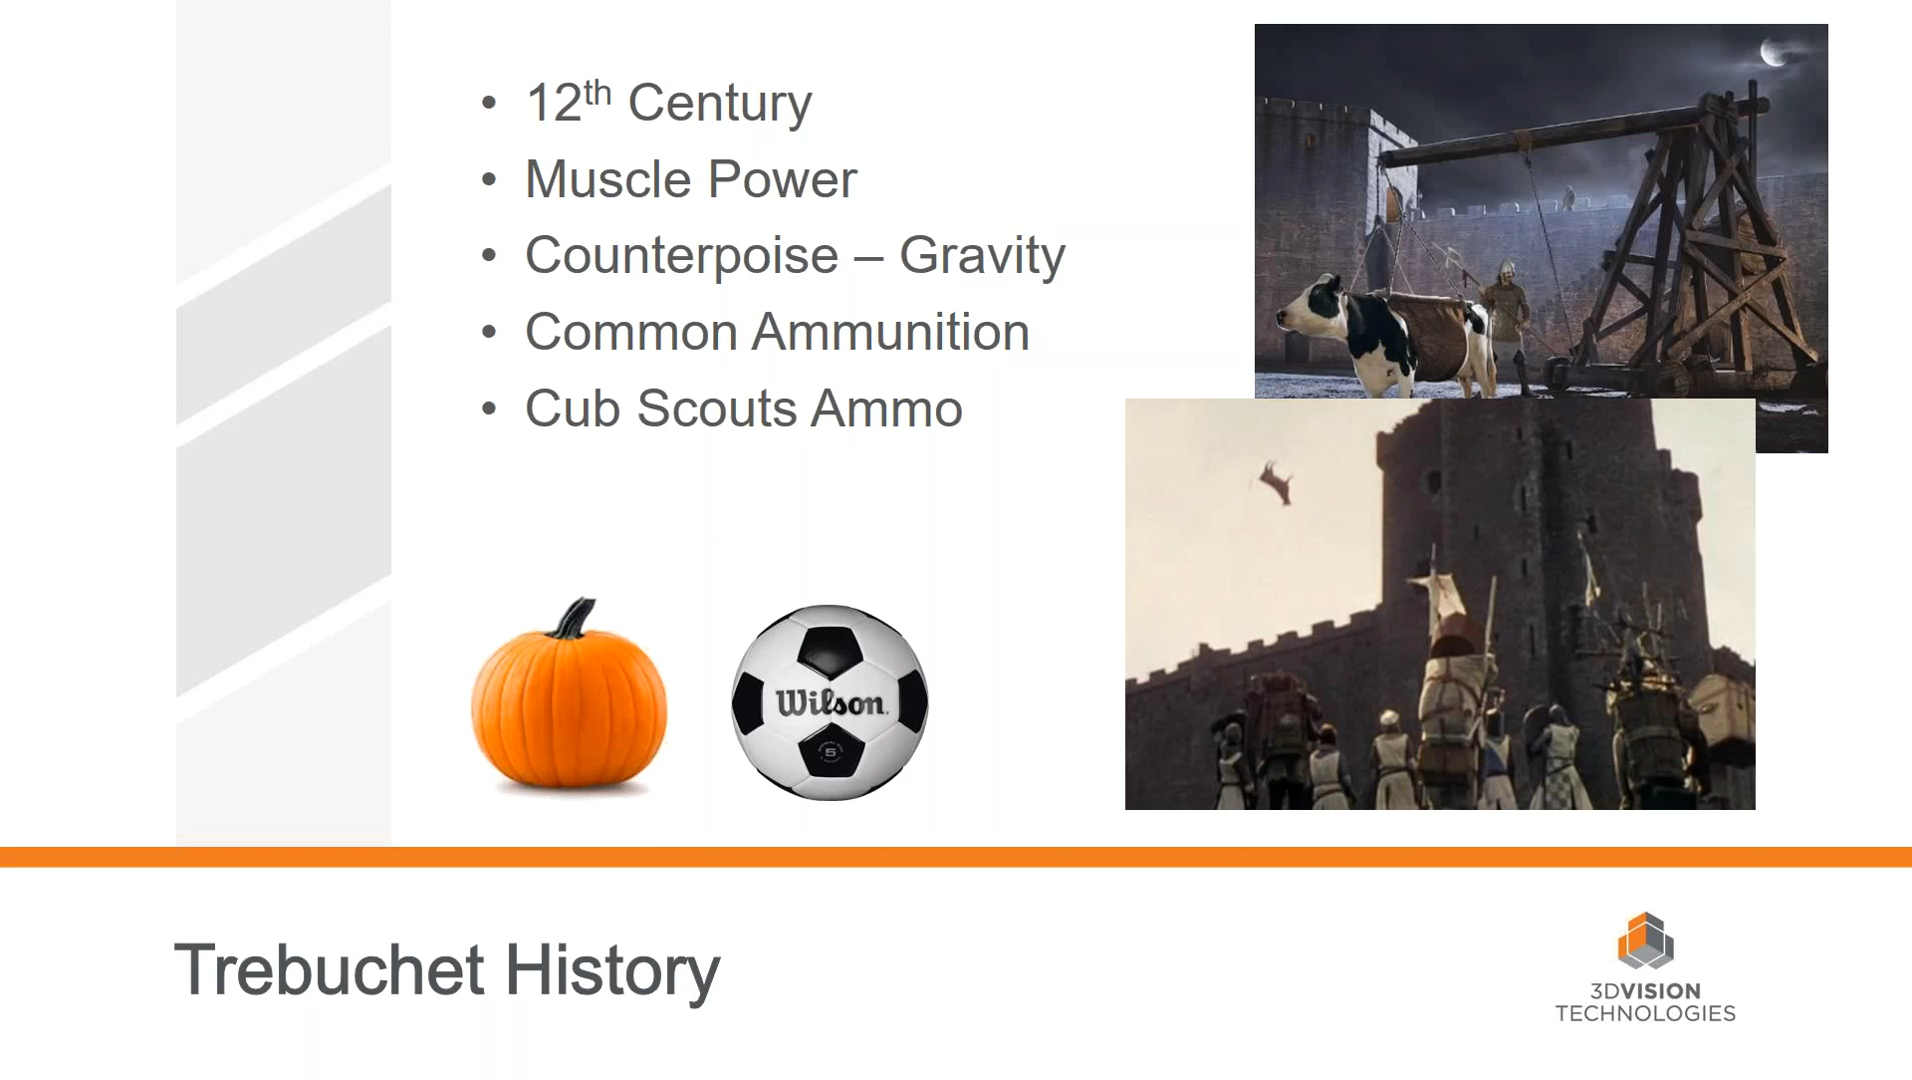 • 12th Century
• Muscle Power
• Counterpoise – Gravity
• Common Ammunition
• Cub Scouts Ammo
Wilson.
5
Trebuchet History
3DVISION
TECHNOLOGIES